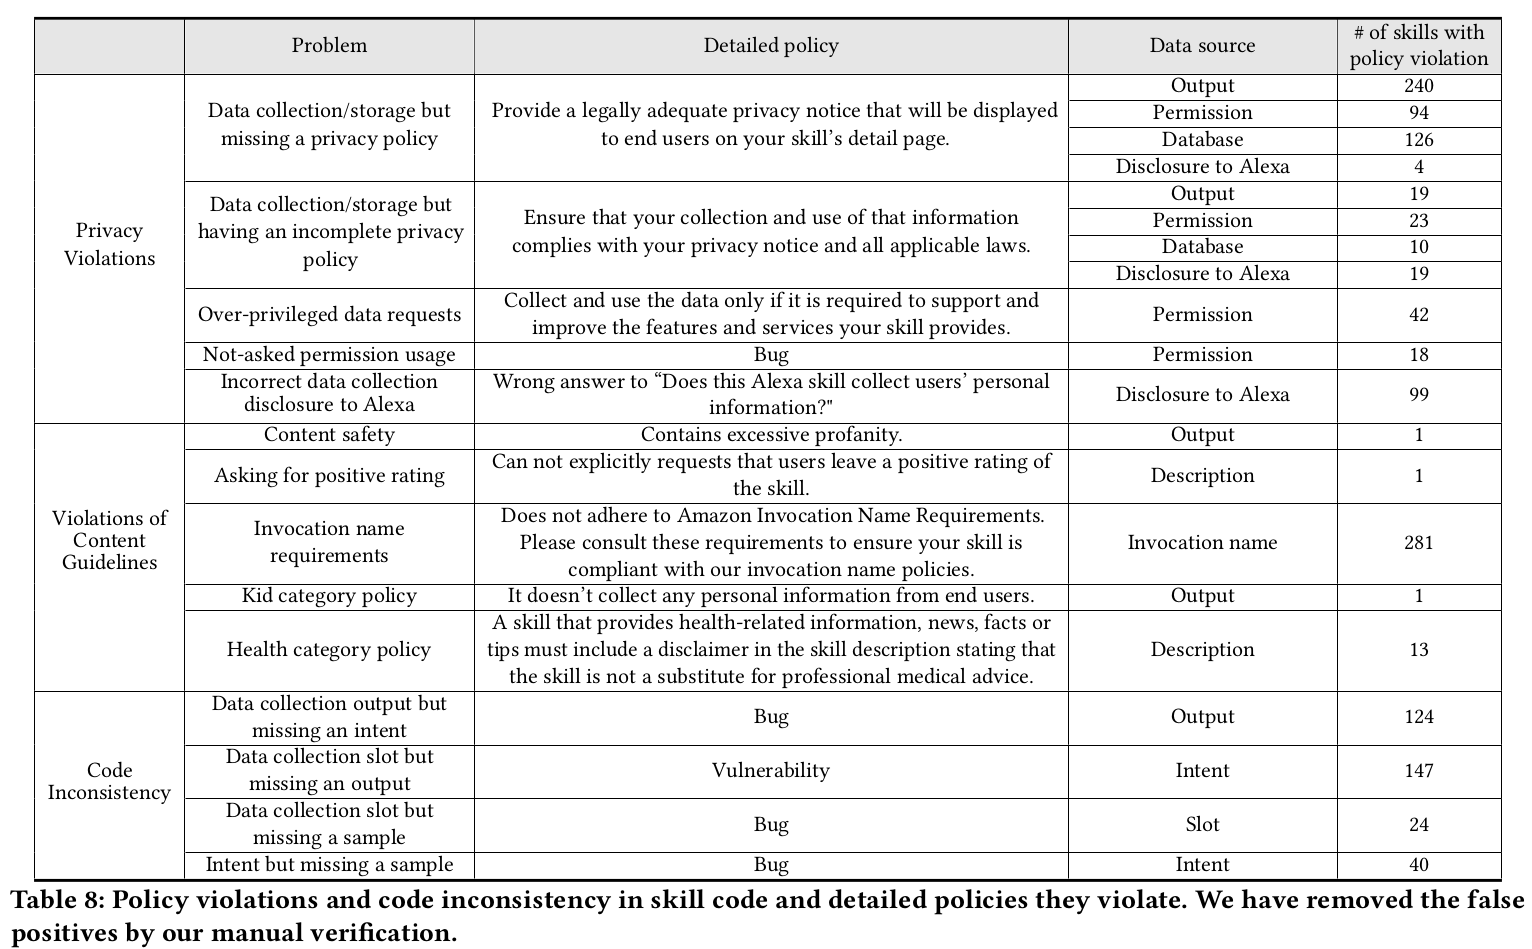 Problem Detailed policy Data source # of skills with
policy violation
Privacy
Violations
Data collection/storage but
missing a privacy policy
Provide a legally adequate privacy notice that will be displayed
to end users on your skill's detail page.
Output 240
Permission 94
Database 126
Disclosure to Alexa 4
Data collection/storage but
having an incomplete privacy
policy
Ensure that your collection and use of that information
complies with your privacy notice and all applicable laws.
Output 19
Permission 23
Database 10
Disclosure to Alexa 19
Over-privileged data requests
Collect and use the data only if it is required to support and
improve the features and services your skill provides.
Permission 42
Not-asked permission usage Bug Permission 18
Incorrect data collection
disclosure to Alexa
Wrong answer to “Does this Alexa skill collect users' personal
information?"
Disclosure to Alexa 99
Violations of
Content
Guidelines
Content safety Contains excessive profanity. Output 1
Asking for positive rating
Can not explicitly requests that users leave a positive rating of
the skill.
Description 1
Invocation name
requirements
Does not adhere to Amazon Invocation Name Requirements.
Please consult these requirements to ensure your skill is
compliant with our invocation name policies.
Invocation name 281
Kid category policy It doesn't collect any personal information from end users. Output 1
Health category policy
A skill that provides health-related information, news, facts or
tips must include a disclaimer in the skill description stating that
the skill is not a substitute for professional medical advice.
Description 13
Code
Inconsistency
Data collection output but
missing an intent
Bug Output 124
Data collection slot but
missing an output
Vulnerability Intent 147
Data collection slot but
missing a sample
Bug Slot 24
Intent but missing a sample Bug Intent 40
Table 8: Policy violations and code inconsistency in skill code and detailed policies they violate. We have removed the false
positives by our manual verification.